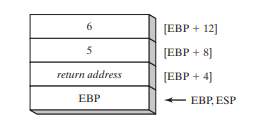 6 [EBP + 12]
5 [EBP + 8]
return address [EBP + 4]
EBP EBP, ESP